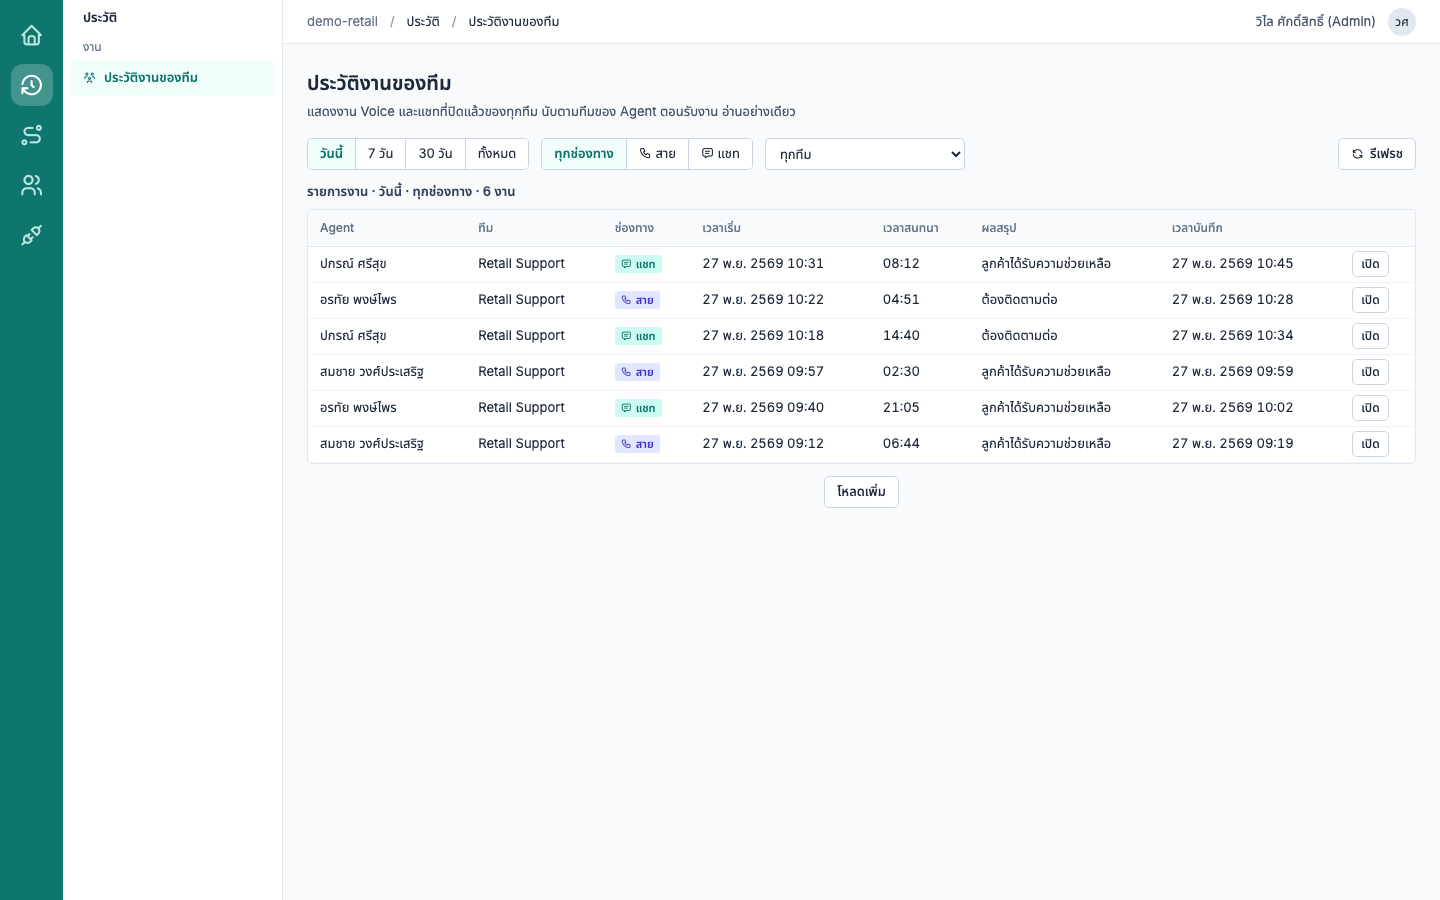 ประวัติ
งาน
ประวัติงานของทีม
demo-retail / ประวัติ / ประวัติงานของทีม
วิไล ศักดิ์สิทธิ์ (Admin) วศ
ประวัติงานของทีม
แสดงงาน Voice และแชทที่ปิดแล้วของทุกทีม นับตามทีมของ Agent ตอนรับงาน อ่านอย่างเดียว
วันนี้ 7 วัน 30 วัน ทั้งหมด ทุกช่องทาง สาย แชท ทุกทีม รีเฟรช
รายการงาน · วันนี้ · ทุกช่องทาง · 6 งาน
Agent ทีม ช่องทาง เวลาเริ่ม เวลาสนทนา ผลสรุป เวลาบันทึก
ปกรณ์ ศรีสุข Retail Support แชท 27 พ.ย. 2569 10:31 08:12 ลูกค้าได้รับความช่วยเหลือ 27 พ.ย. 2569 10:45 เปิด
อรทัย พงษ์ไพร Retail Support สาย 27 พ.ย. 2569 10:22 04:51 ต้องติดตามต่อ 27 พ.ย. 2569 10:28 เปิด
ปกรณ์ ศรีสุข Retail Support แชท 27 พ.ย. 2569 10:18 14:40 ต้องติดตามต่อ 27 พ.ย. 2569 10:34 เปิด
สมชาย วงศ์ประเสริฐ Retail Support สาย 27 พ.ย. 2569 09:57 02:30 ลูกค้าได้รับความช่วยเหลือ 27 พ.ย. 2569 09:59 เปิด
อรทัย พงษ์ไพร Retail Support แชท 27 พ.ย. 2569 09:40 21:05 ลูกค้าได้รับความช่วยเหลือ 27 พ.ย. 2569 10:02 เปิด
สมชาย วงศ์ประเสริฐ Retail Support สาย 27 พ.ย. 2569 09:12 06:44 ลูกค้าได้รับความช่วยเหลือ 27 พ.ย. 2569 09:19 เปิด
โหลดเพิ่ม